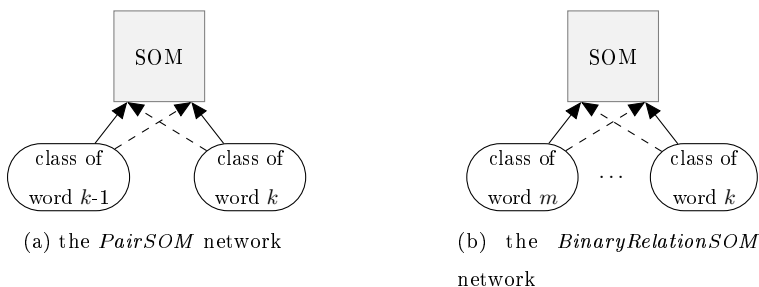 SOM
class of
word k-1
class of
word k
(a) the PairSOM network
SOM
class of
word m
...
class of
word k
(b) the BinaryRelationSOM
network